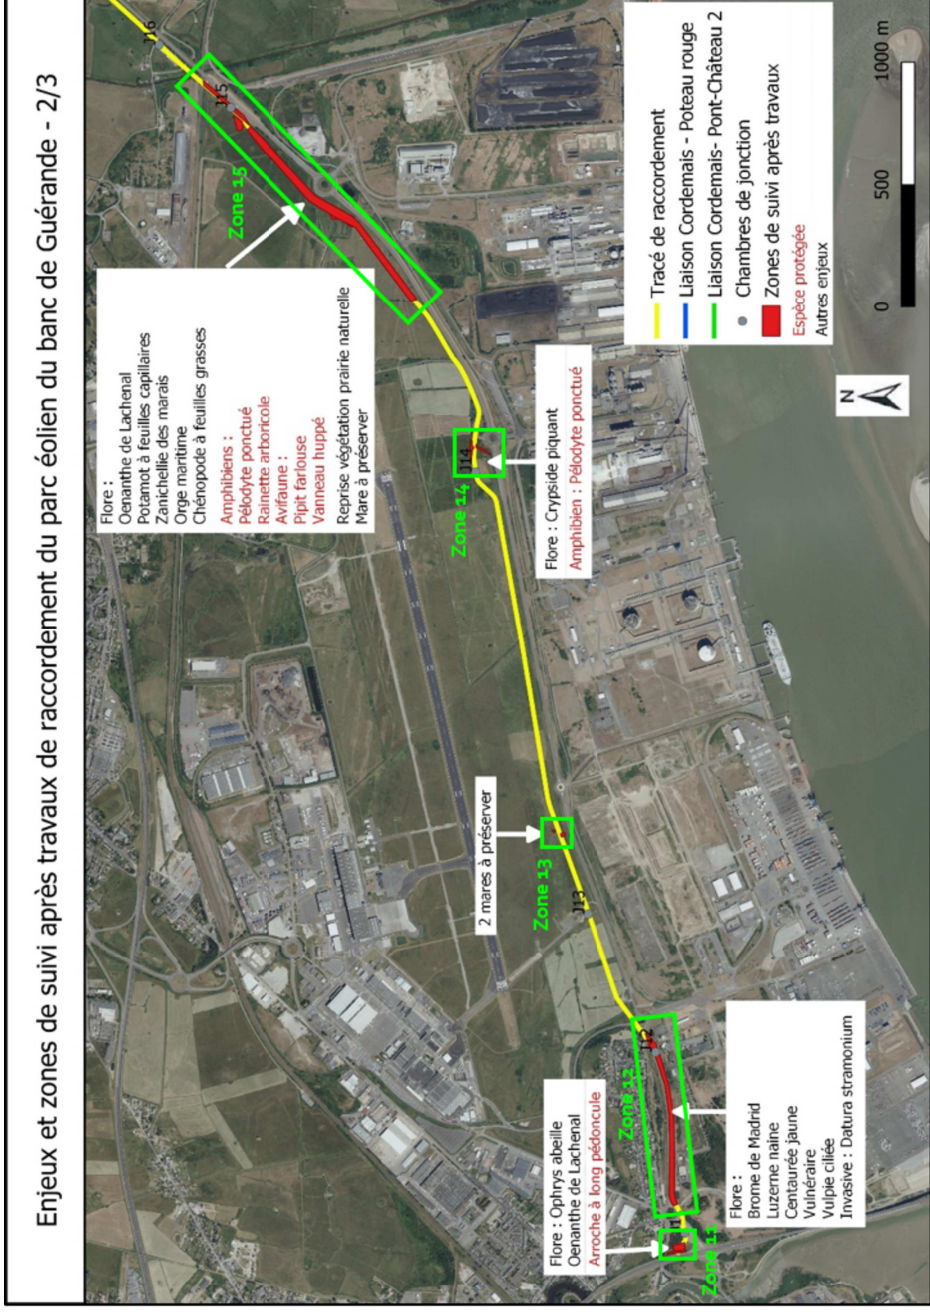 Enjeux et zones de suivi après travaux de raccordement du parc éolien du banc de Guérande - 2/3
Flore : Ophrys abeille
Oenanthe de Lachenal
Arroche à long pédoncule
Zone 11
Zone 12
J12
Flore :
Brome de Madrid
Luzerne naine
Centaurée jaune
Vulnéraire
Vulpie ciliée
Invasive : Datura stramonium
2 mares à préserver
Zone 13
J13
Zone 14
J14
Flore : Crypside piquant
Amphibien : Pélodyte ponctué
Flore :
Oenanthe de Lachenal
Potamot à feuilles capillaires
Zanichellie des marais
Orge maritime
Chénopode à feuilles grasses
Amphibiens :
Pélodyte ponctué
Rainette arboricole
Avifaune :
Pipit farlouse
Vanneau huppé
Reprise végétation prairie naturelle
Mare à préserver
Zone 15
J15
J16
Tracé de raccordement
Liaison Cordemais - Poteau rouge
Liaison Cordemais- Pont-Château 2
Chambres de jonction
Zones de suivi après travaux
Espèce protégée
Autres enjeux
N
0 500 1000 m